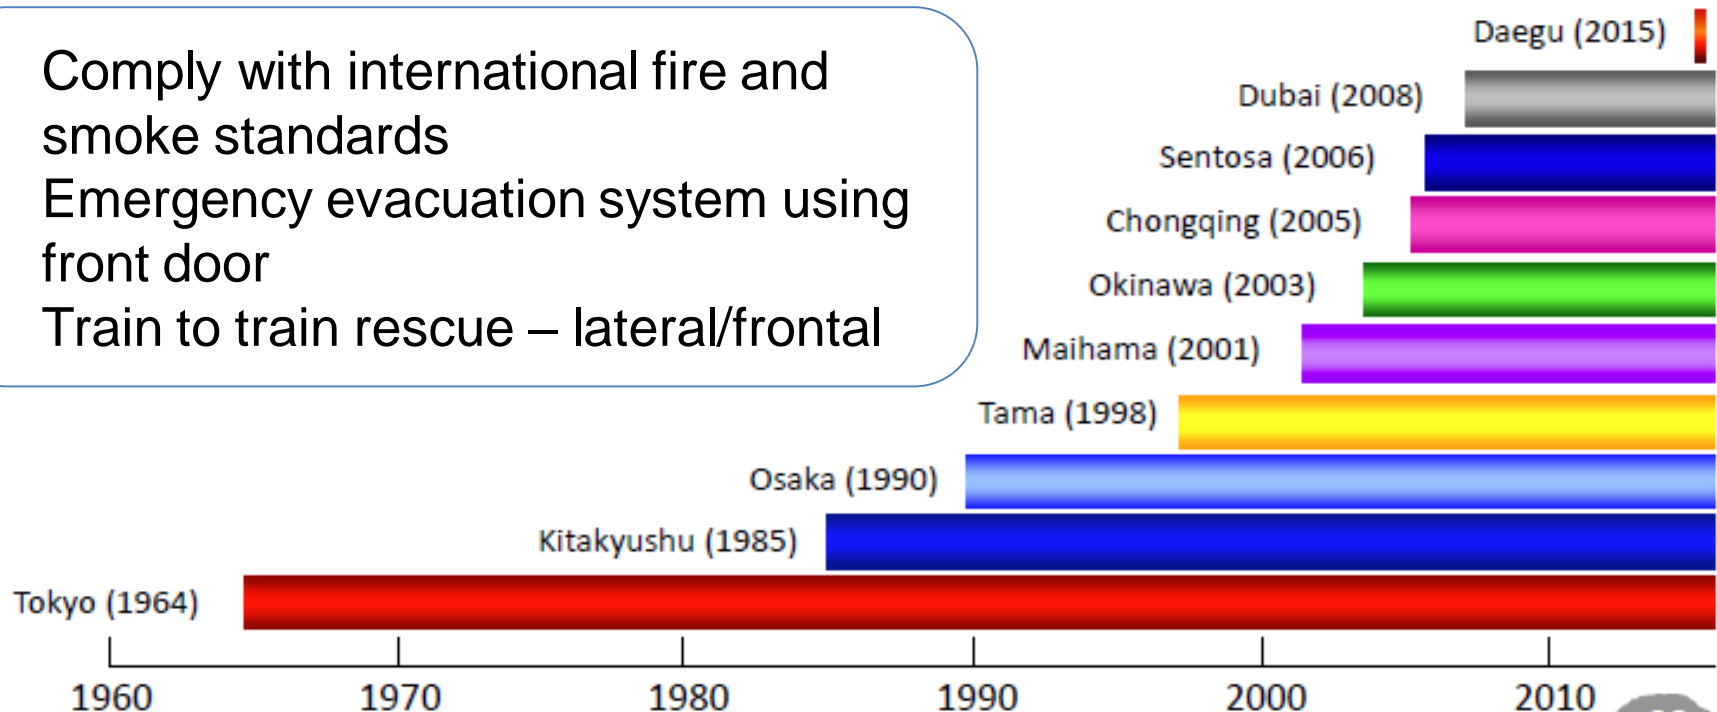 Comply with international fire and
smoke standards
Emergency evacuation system using
front door
Train to train rescue – lateral/frontal
Daegu (2015)
Dubai (2008)
Sentosa (2006)
Chongqing (2005)
Okinawa (2003)
Maihama (2001)
Tama (1998)
Osaka (1990)
Kitakyushu (1985)
Tokyo (1964)
1960 1970 1980 1990 2000 2010